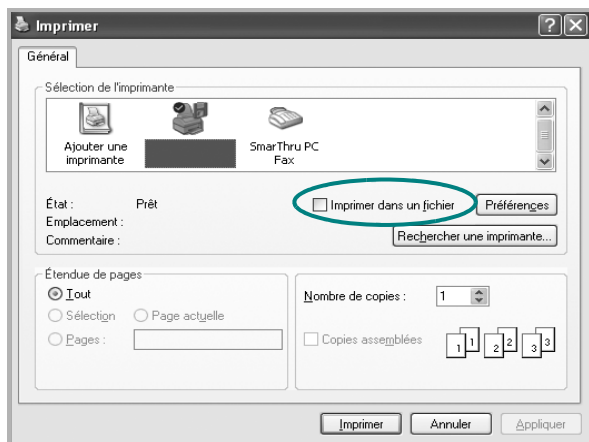 Imprimer
Général
Sélection de l'imprimante
Ajouter une
imprimante
SmarThru PC
Fax
État : Prêt
Imprimer dans un fichier
Préférences
Emplacement :
Commentaire :
Rechercher une imprimante...
Étendue de pages
Tout
Sélection Page actuelle
Pages :
Nombre de copies : 1
Copies assemblées
1 1 2 2 3 3
Imprimer Annuler Appliquer